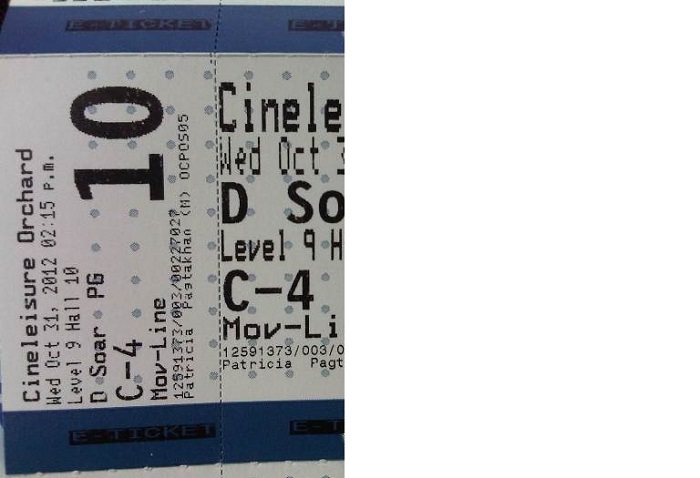 E-TICKET
Cineleisure Orchard
Wed Oct 31, 2012 02:15 P.M.
Level 9 Hall 10
D Soar PG
C-4
Mov-Line
12591373/003/00227027
Patricia Pagtakhan (M) OCPOS05
10
E-TICKET
E-T
Cinele
Wed Oct 3
D So
Level 9 H
C-4
Mov-Li
12591373/003/0
Patricia Pagt
E-T